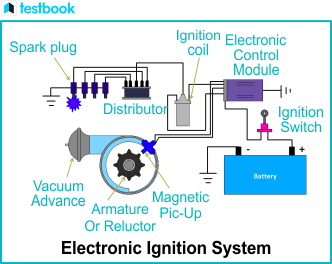 testbook
Spark plug
Ignition
coil
Electronic
Control
Module
Distributor
Ignition
Switch
- +
Battery
Vacuum
Advance
Armature
Or Reluctor
Magnetic
Pic-Up
Electronic Ignition System